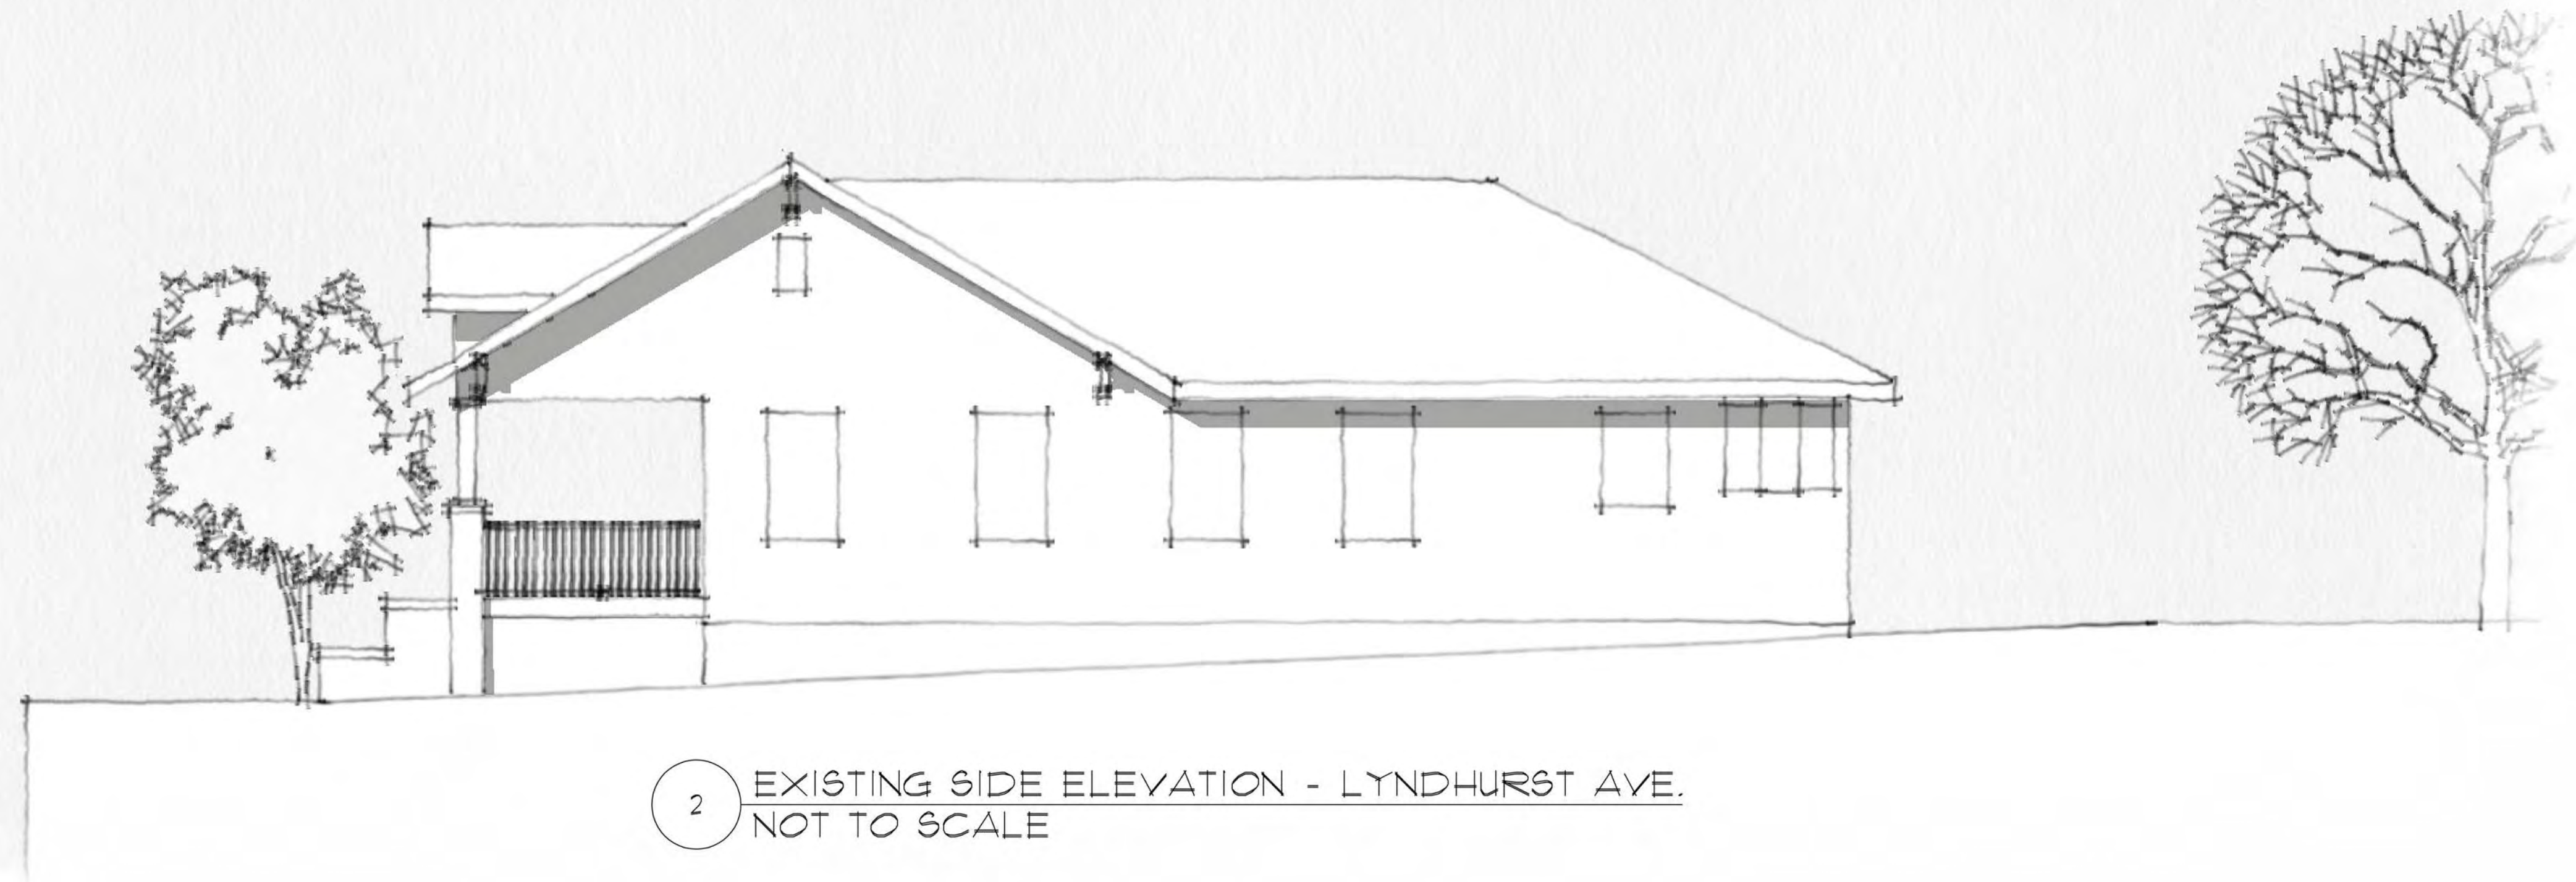 2
EXISTING SIDE ELEVATION - LYNDHURST AVE.
NOT TO SCALE